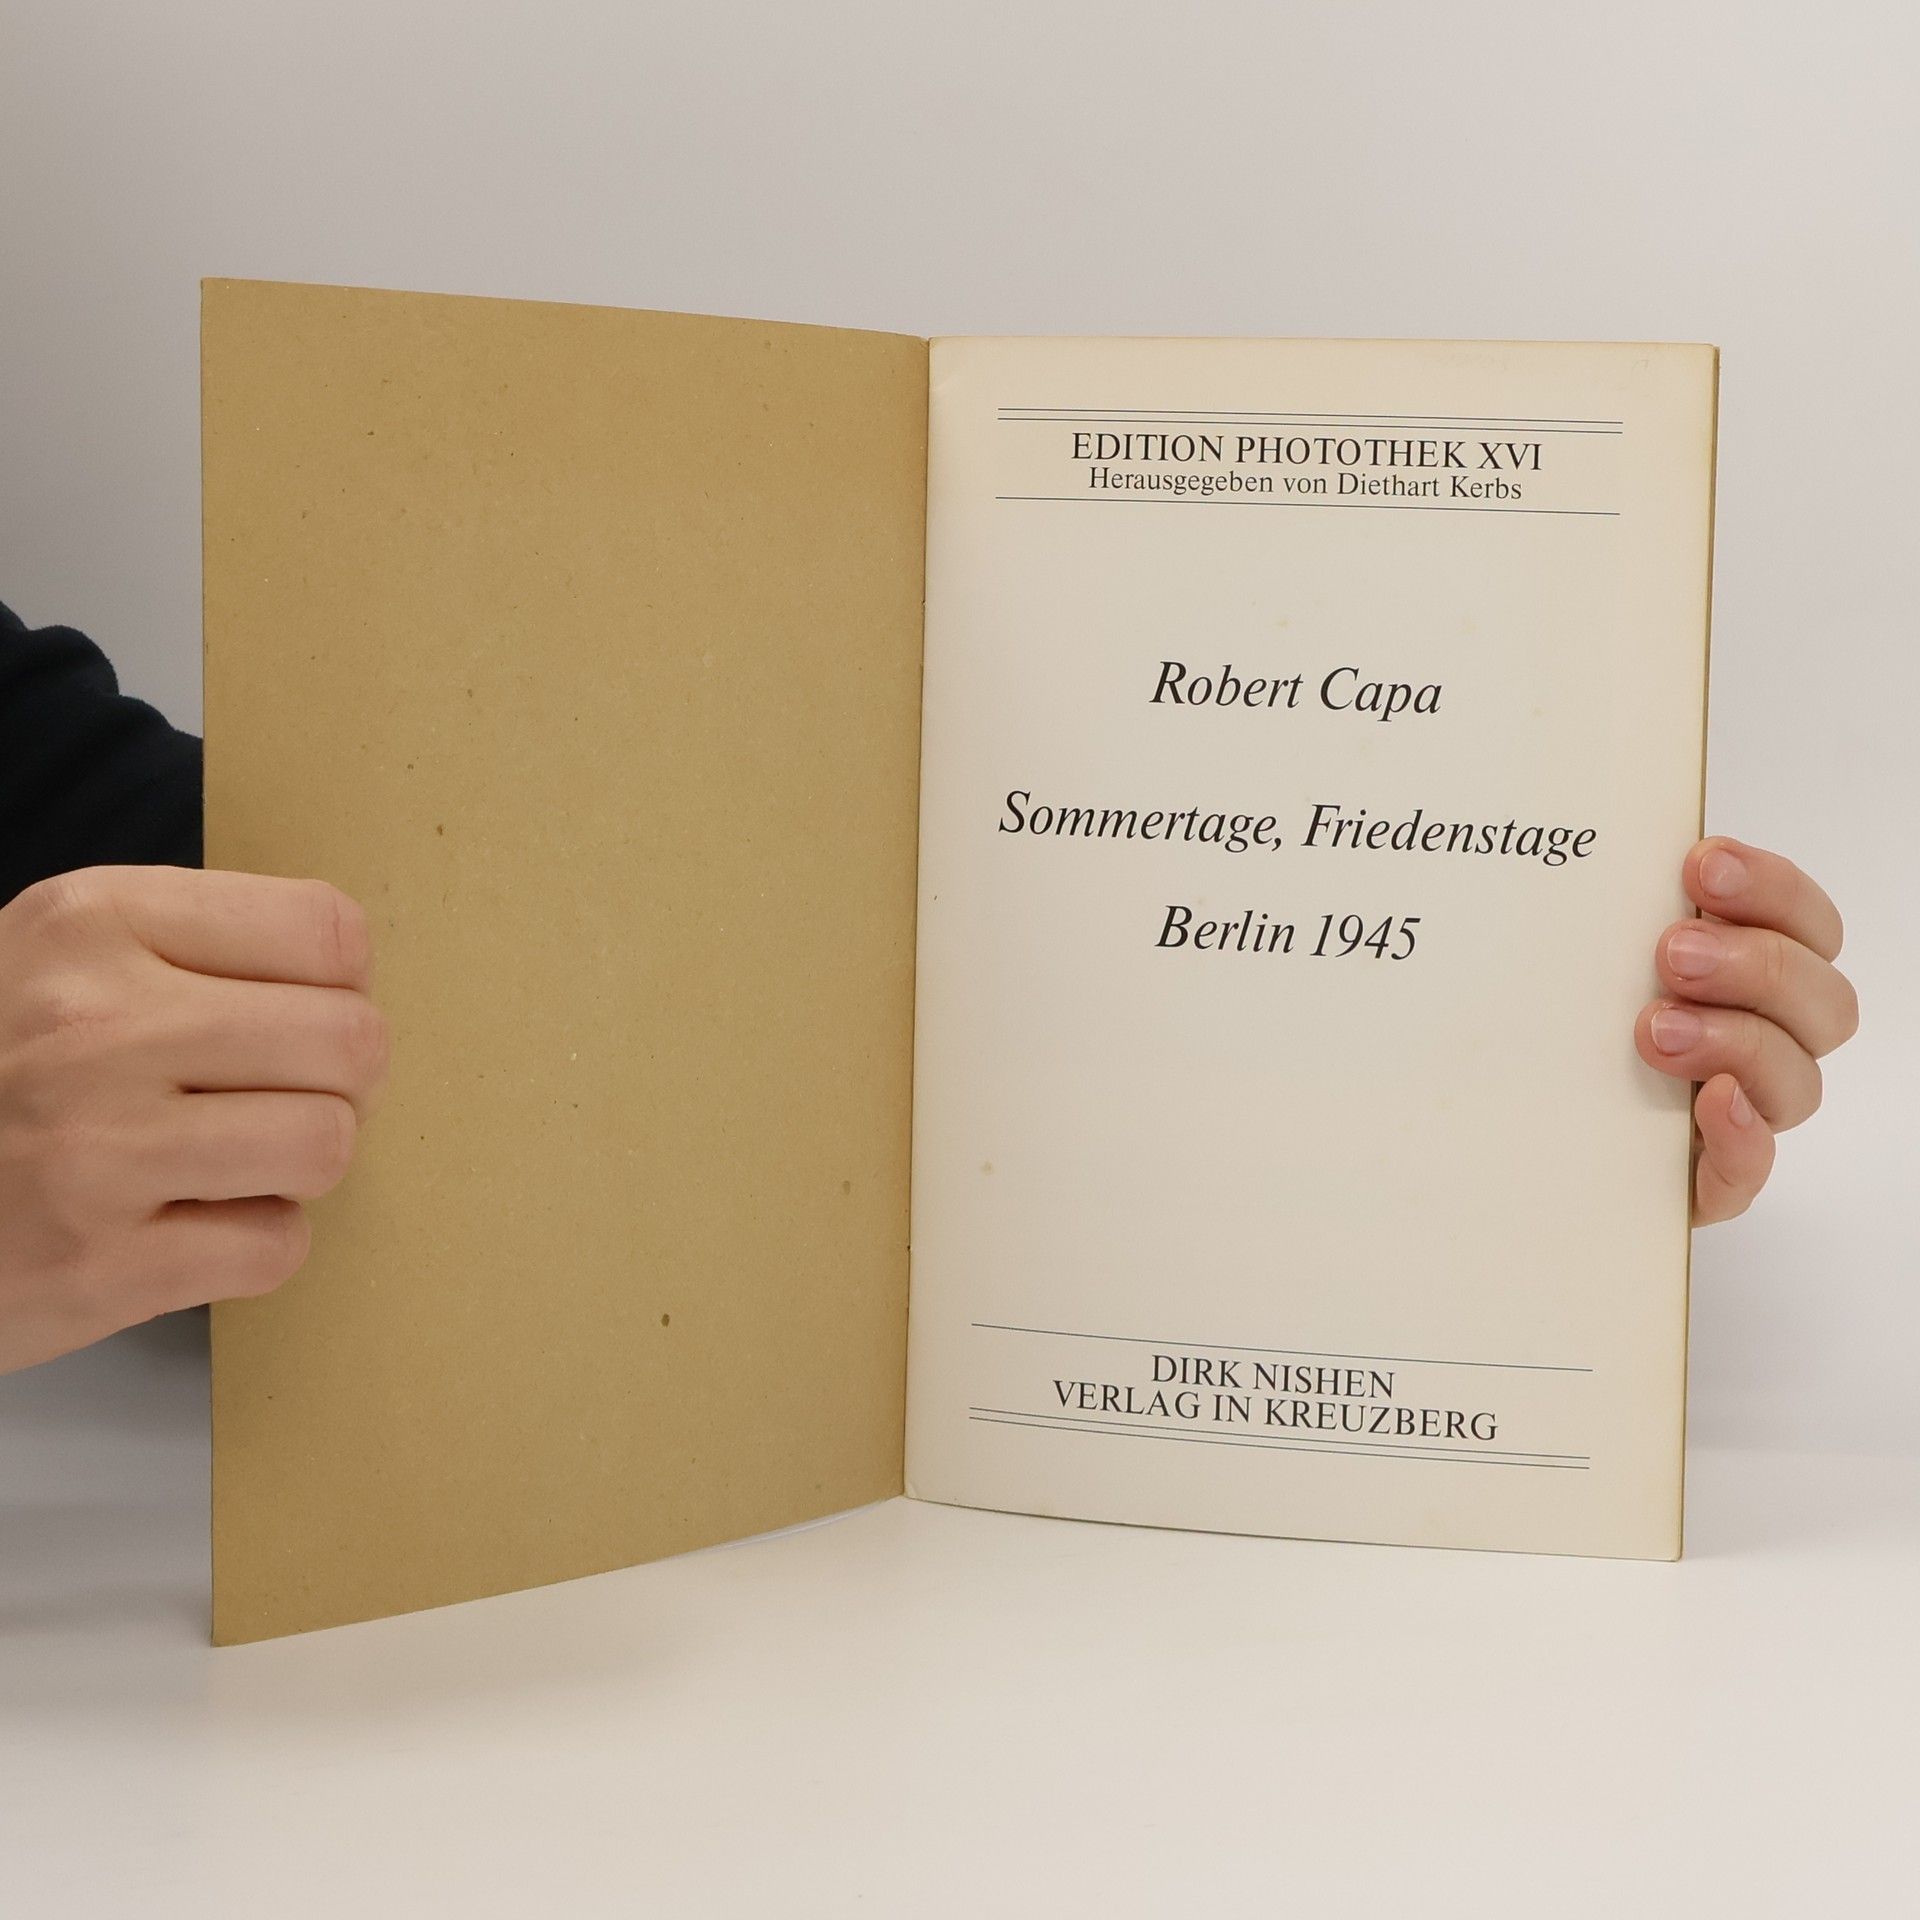 EDITION PHOTOTHEK XVI
Herausgegeben von Diethart Kerbs
Robert Capa
Sommertage, Friedenstage
Berlin 1945
DIRK NISHEN
VERLAG IN KREUZBERG